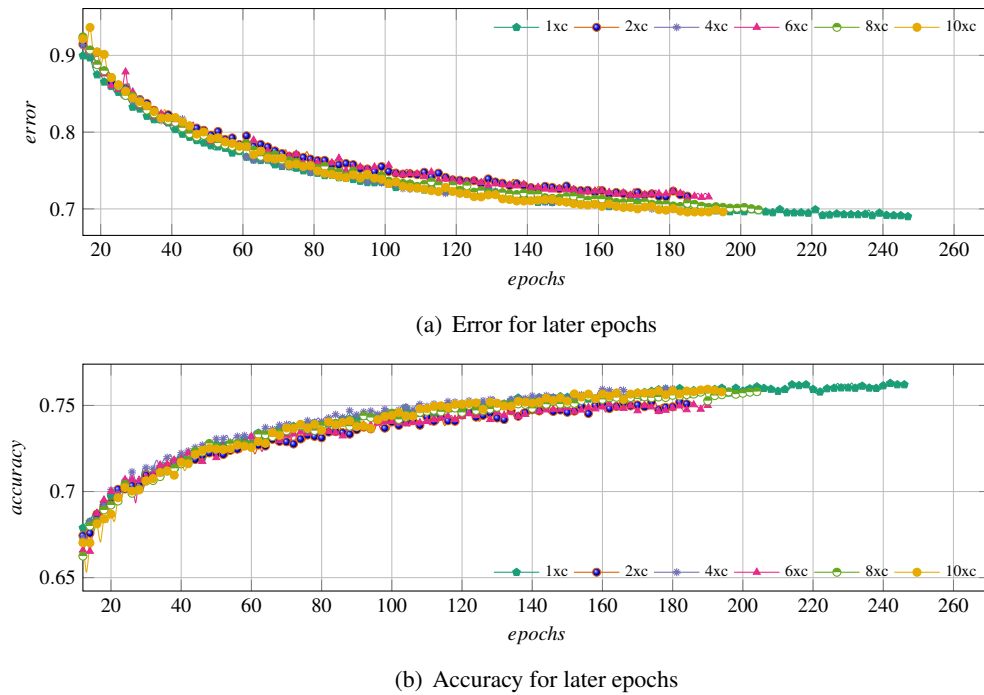 1xc 2xc 4xc 6xc 8xc 10xc
0.9
0.8
0.7
error
20 40 60 80 100 120 140 160 180 200 220 240 260
epochs
(a) Error for later epochs
1xc 2xc 4xc 6xc 8xc 10xc
0.75
0.7
0.65
accuracy
20 40 60 80 100 120 140 160 180 200 220 240 260
epochs
(b) Accuracy for later epochs